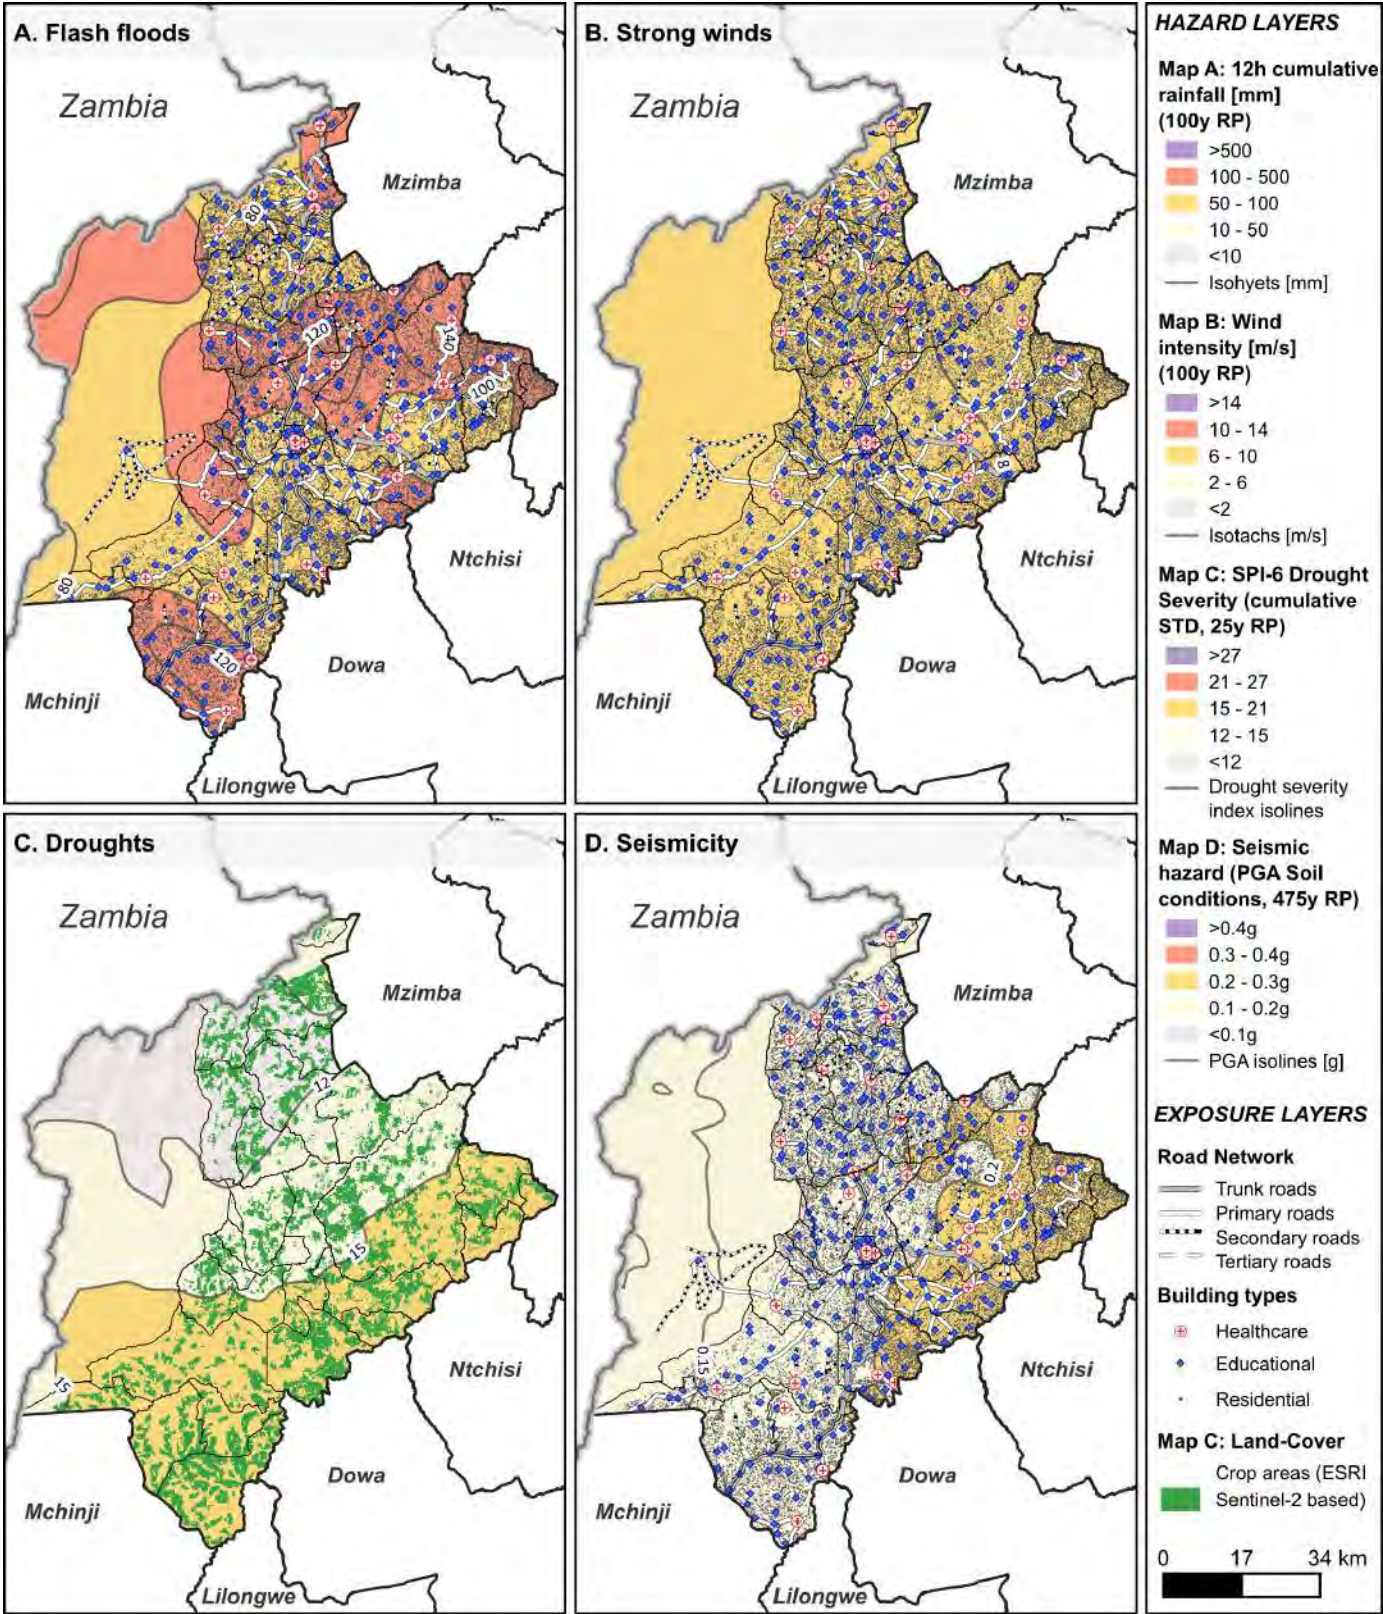 A. Flash floods
Zambia
Mzimba
80
120
140
100
Ntchisi
80
120
Dowa
Mchinji
Lilongwe
B. Strong winds
Zambia
Mzimba
8
Ntchisi
Dowa
Mchinji
Lilongwe
C. Droughts
Zambia
Mzimba
12
15
Ntchisi
15
Dowa
Mchinji
Lilongwe
D. Seismicity
Zambia
Mzimba
0.2
0.15
Ntchisi
Dowa
Mchinji
Lilongwe
HAZARD LAYERS
Map A: 12h cumulative
rainfall [mm]
(100y RP)
>500
100 - 500
50 - 100
10 - 50
<10
Isohyets [mm]
Map B: Wind
intensity [m/s]
(100y RP)
>14
10 - 14
6 - 10
2 - 6
<2
Isotachs [m/s]
Map C: SPI-6 Drought
Severity (cumulative
STD, 25y RP)
>27
21 - 27
15 - 21
12 - 15
<12
Drought severity
index isolines
Map D: Seismic
hazard (PGA Soil
conditions, 475y RP)
>0.4g
0.3 - 0.4g
0.2 - 0.3g
0.1 - 0.2g
<0.1g
PGA isolines [g]
EXPOSURE LAYERS
Road Network
Trunk roads
Primary roads
Secondary roads
Tertiary roads
Building types
Healthcare
Educational
Residential
Map C: Land-Cover
Crop areas (ESRI
Sentinel-2 based)
0 17 34 km